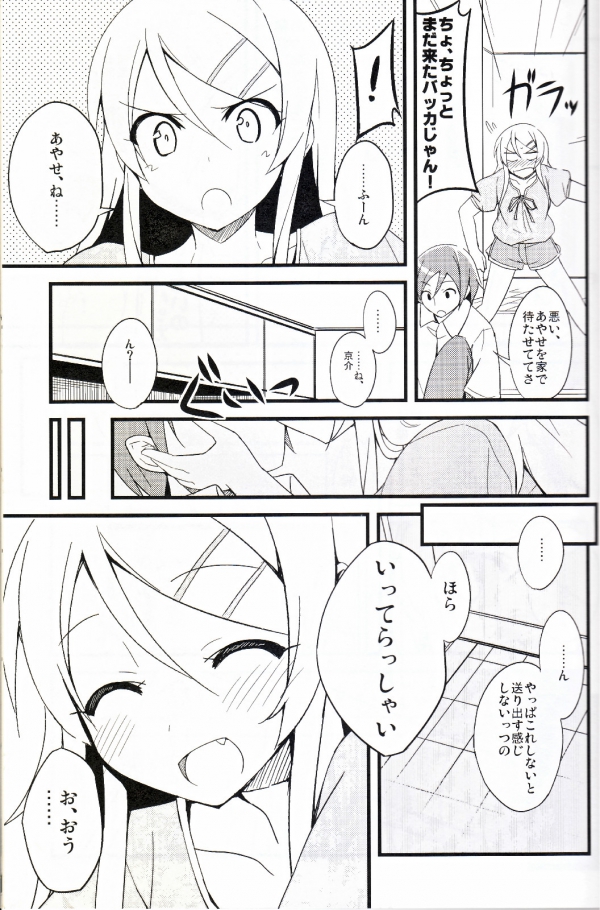 ガラッ
ちょ、ちょっと
まだ来たバッカじゃん!
悪い、
あやせを家で
待たせててさ
!
……ふーん
あやせ、ね……
……ね、
京介
ん?―
ぐいっ
……
……ん
やっぱこれしないと
送り出す感じ
しないっつの
ほら
いってらっしゃい
お、おう
……